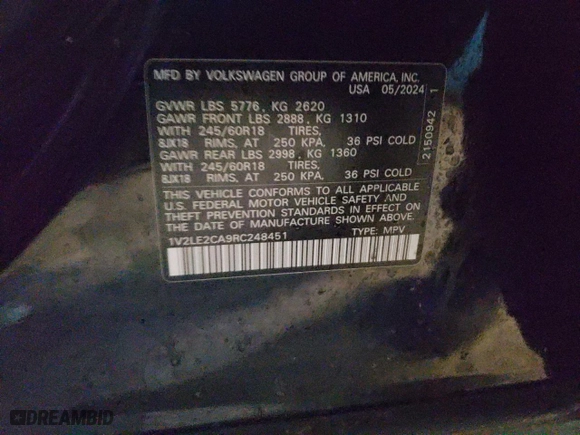 MFD BY VOLKSWAGEN GROUP OF AMERICA, INC.
USA 05/2024
GVWR LBS 5776, KG 2620
GAWR FRONT LBS 2888, KG 1310
WITH 245/60R18 TIRES,
8JX18 RIMS, AT 250 KPA, 36 PSI COLD
GAWR REAR LBS 2998, KG 1360
WITH 245/60R18 TIRES,
8JX18 RIMS, AT 250 KPA, 36 PSI COLD
THIS VEHICLE CONFORMS TO ALL APPLICABLE
U.S. FEDERAL MOTOR VEHICLE SAFETY AND
THEFT PREVENTION STANDARDS IN EFFECT ON
THE DATE OF MANUFACTURE SHOWN ABOVE.
1V2LE2CA9RC248451 TYPE: MPV
2150942 1
DREAMBID